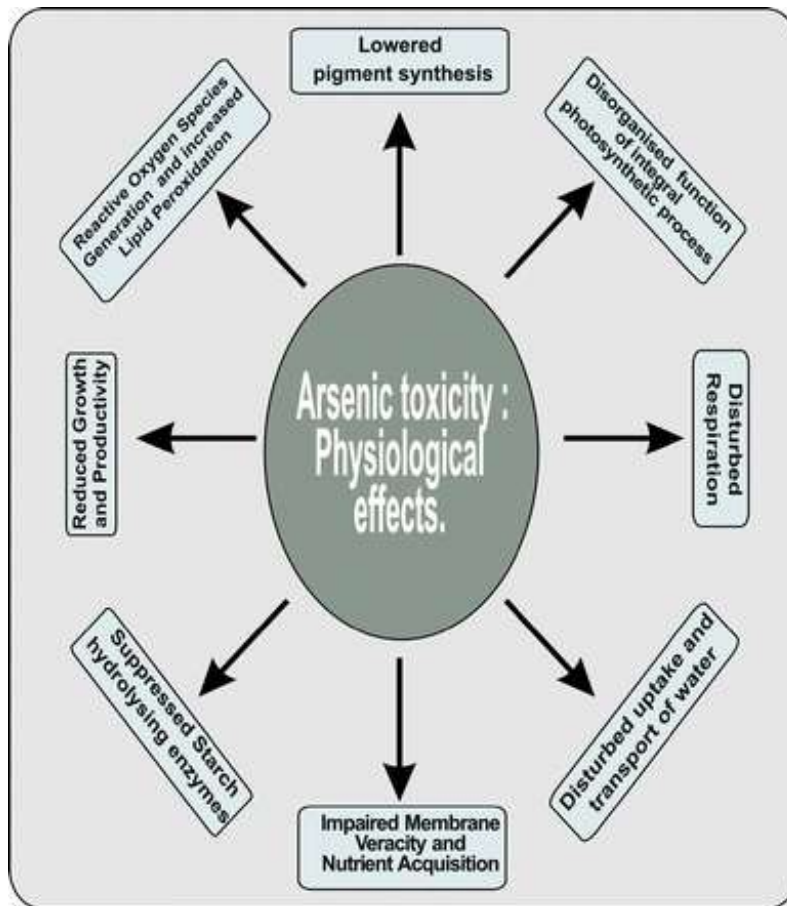 Lowered
pigment synthesis
Disorganised function
of integral
photosynthetic process
Disturbed
Respiration
Disturbed uptake and
transport of water
Impaired Membrane
Veracity and
Nutrient Acquisition
Suppressed Starch
hydrolysing enzymes
Reduced Growth
and Productivity
Reactive Oxygen Species
Generation and increased
Lipid Peroxidation
Arsenic toxicity :
Physiological
effects.